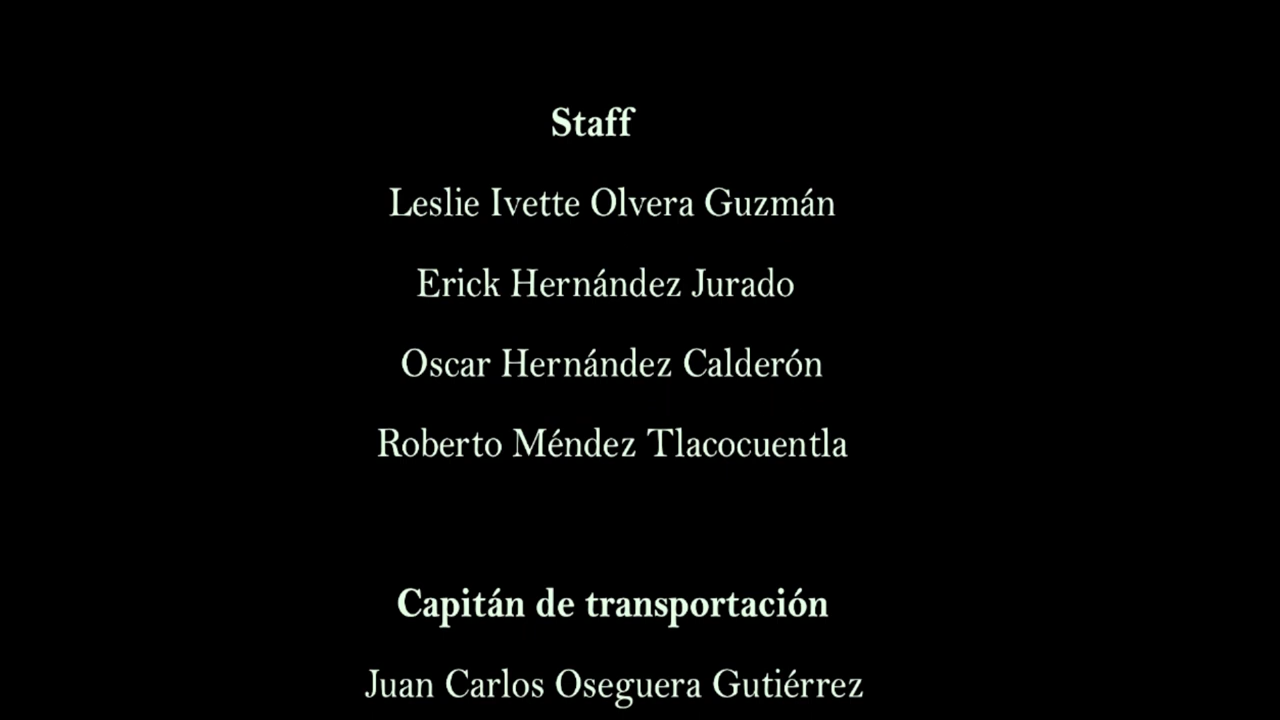 Staff
Leslie Ivette Olvera Guzmán
Erick Hernández Jurado
Oscar Hernández Calderón
Roberto Méndez Tlacocuentla
Capitán de transportación
Juan Carlos Oseguera Gutiérrez